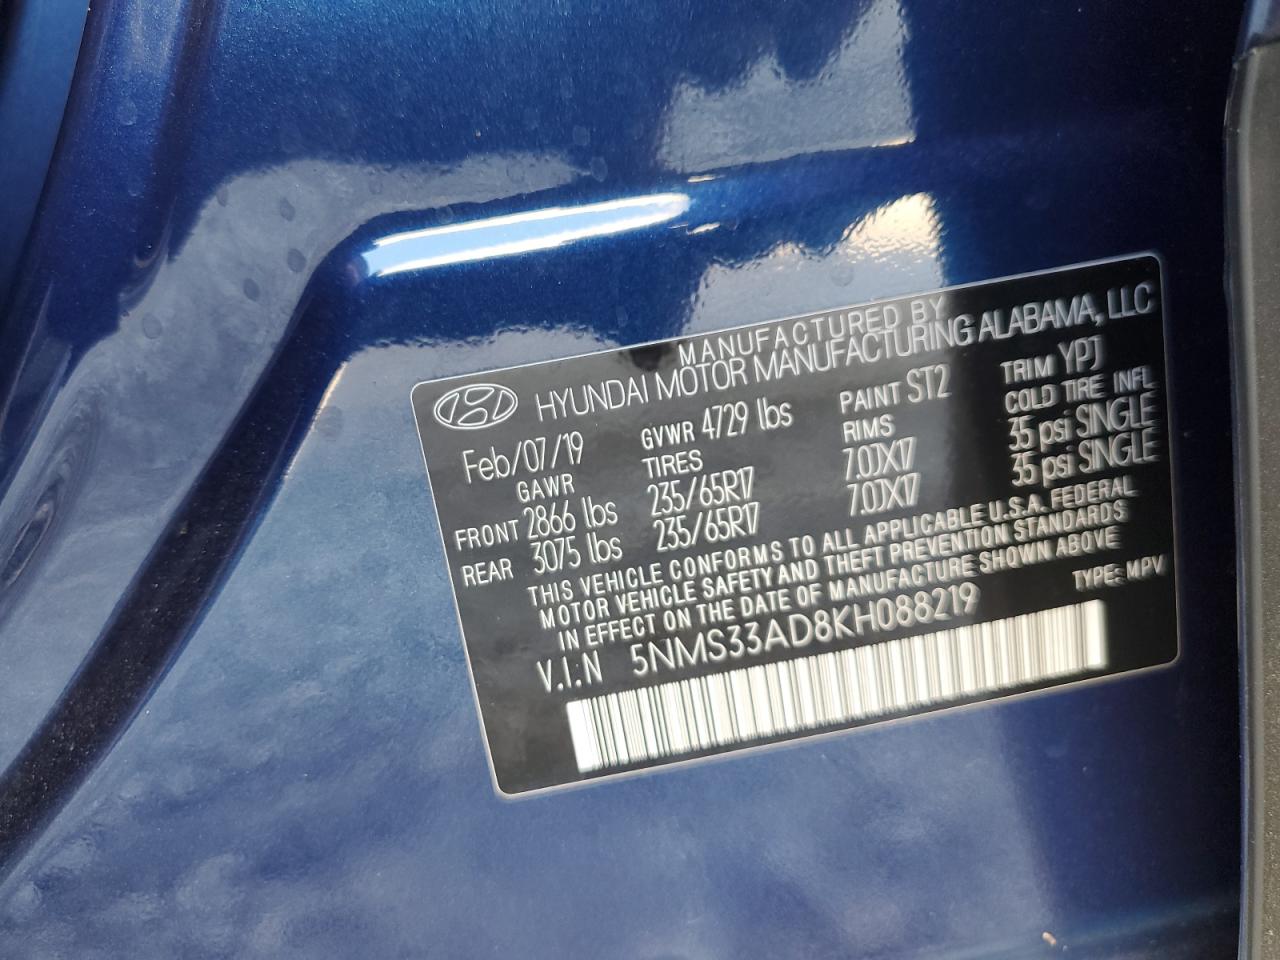 MANUFACTURED BY
HYUNDAI MOTOR MANUFACTURING ALABAMA, LLC
Feb/07/19 GVWR 4729 lbs PAINT ST2 TRIM YPJ
GAWR TIRES RIMS COLD TIRE INFL
FRONT 2866 lbs 235/65R17 7.0JX17 35 psi SINGLE
REAR 3075 lbs 235/65R17 7.0JX17 35 psi SINGLE
THIS VEHICLE CONFORMS TO ALL APPLICABLE U.S.A. FEDERAL
MOTOR VEHICLE SAFETY AND THEFT PREVENTION STANDARDS
IN EFFECT ON THE DATE OF MANUFACTURE SHOWN ABOVE
V.I.N 5NMS33AD8KH088219 TYPE: MPV